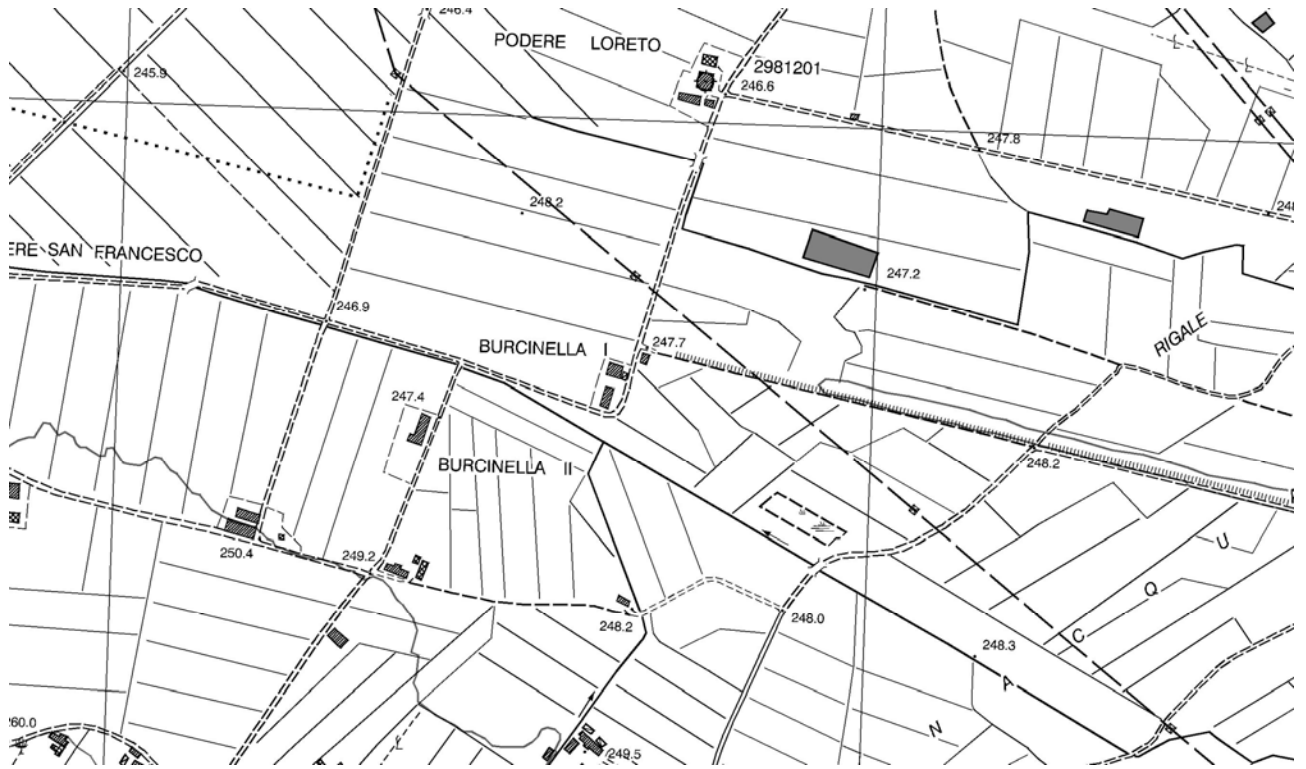 246.4
PODERE LORETO
L
245.9
2981201
L
246.6
247.8
248.2
ERE SAN FRANCESCO
247.2
246.9
RIGALE
BURCINELLA I
247.7
247.4
BURCINELLA II
248.2
U
250.4
249.2
Q
248.2
248.0
C
248.3
A
N
260.0
L
249.5